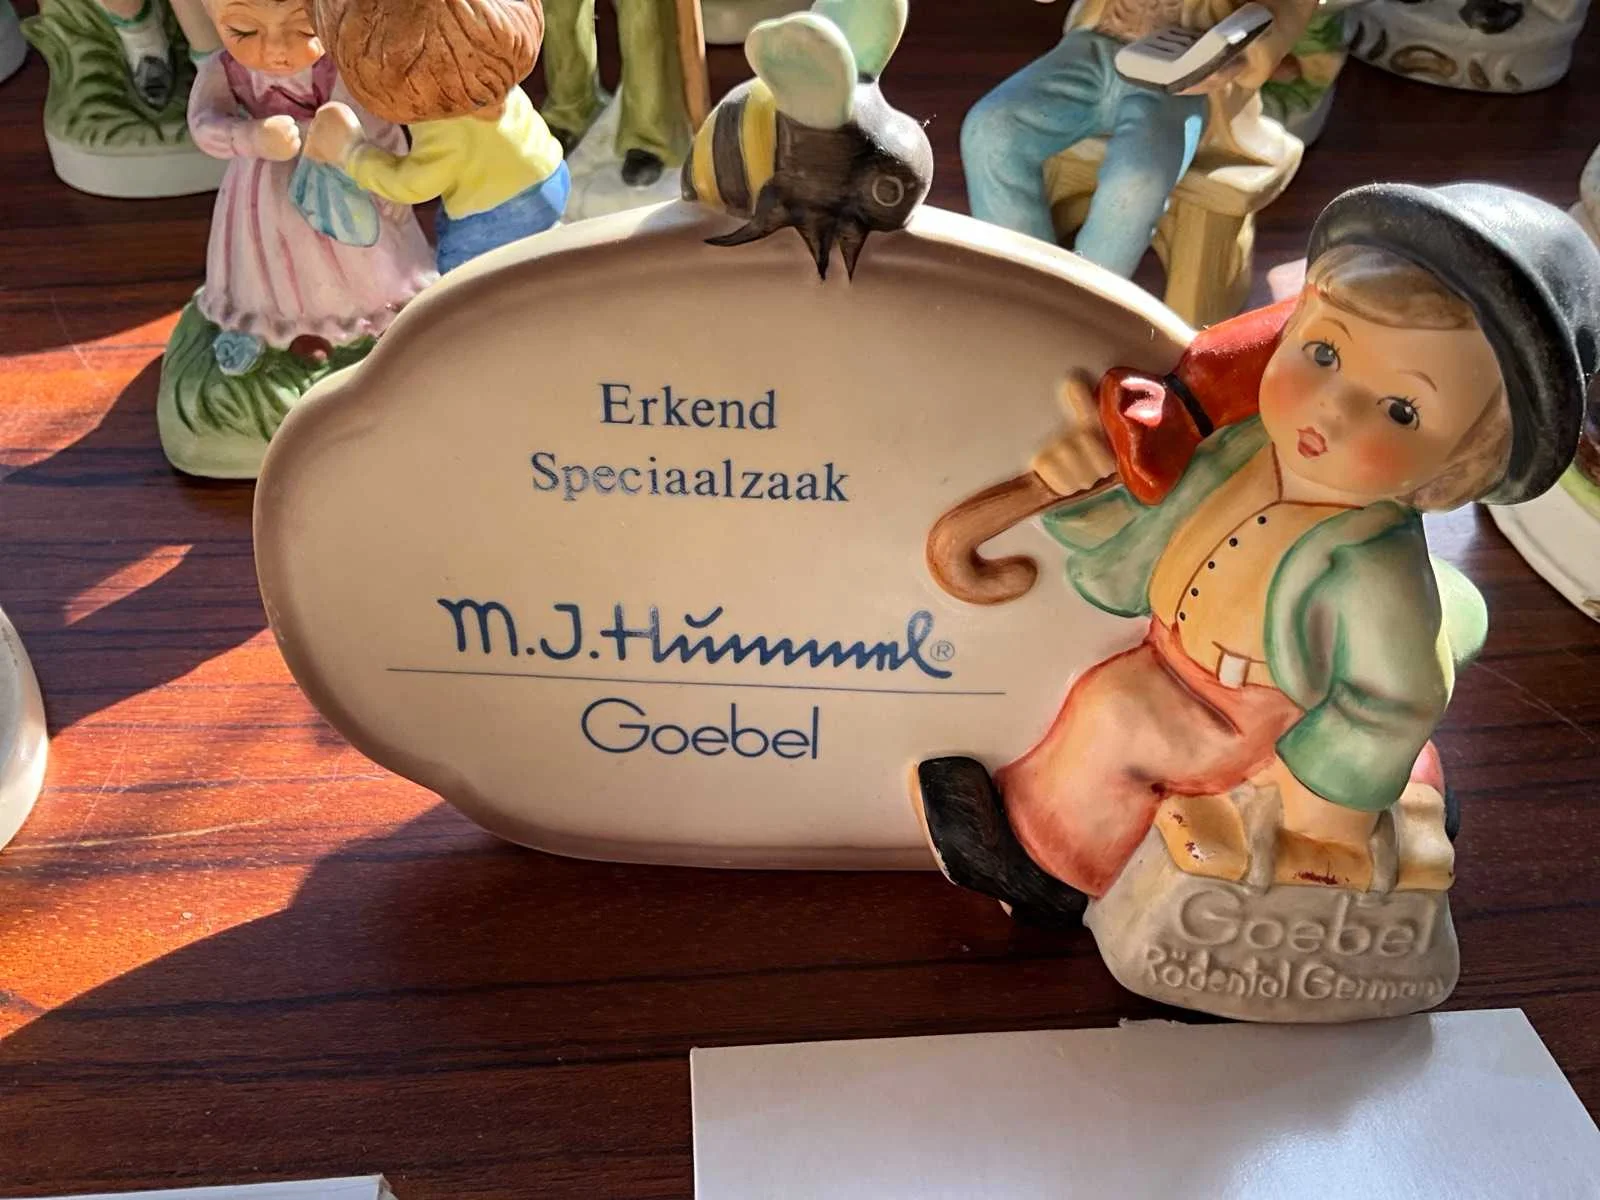 Erkend
Speciaalzaak
M.J. Hummel®
Goebel
Goebel
Rödental Germany